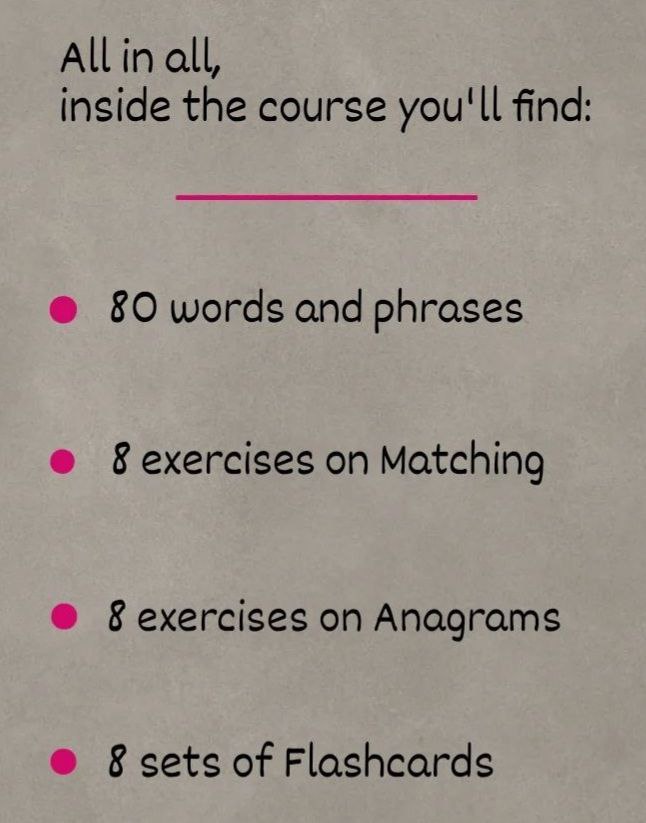 All in all,
inside the course you'll find:
80 words and phrases
8 exercises on Matching
8 exercises on Anagrams
8 sets of Flashcards